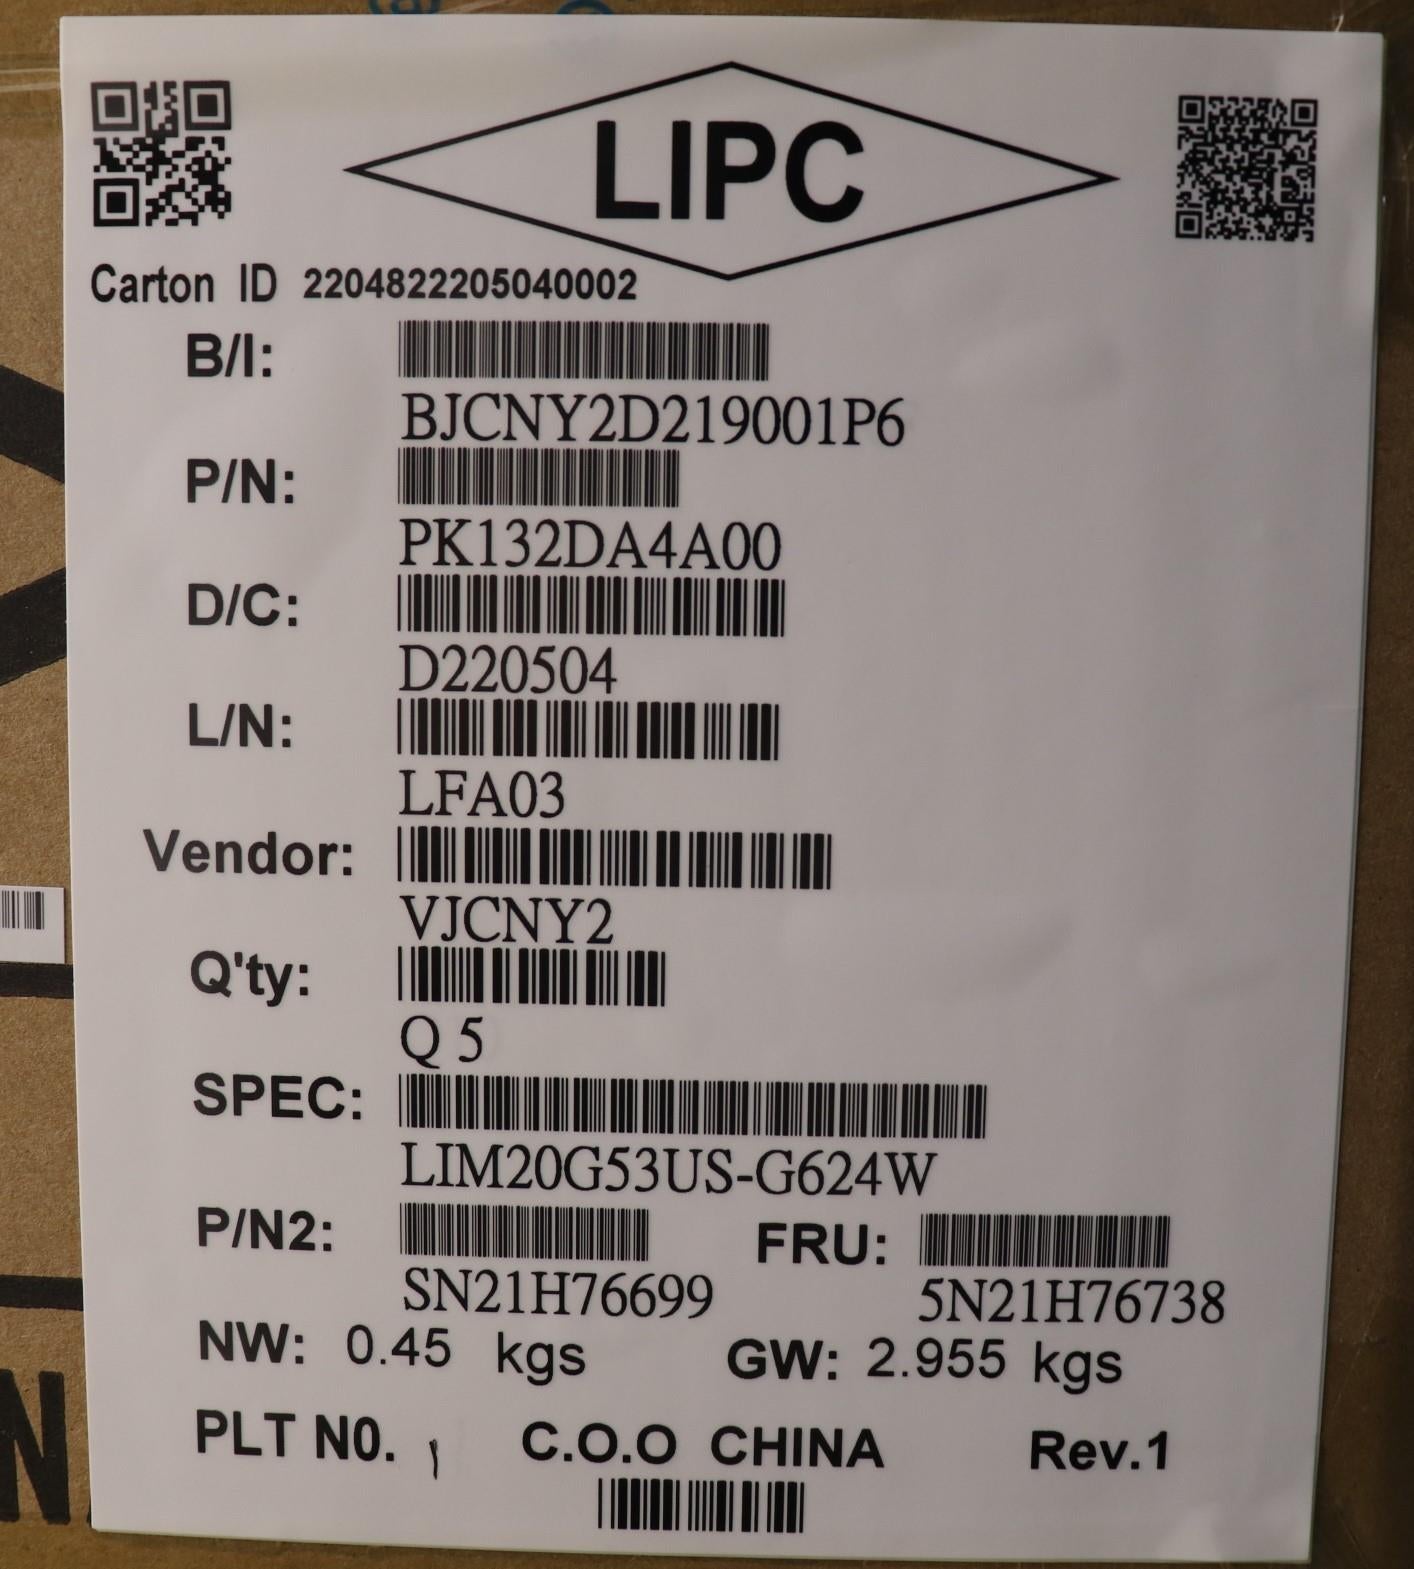 LIPC
Carton ID 2204822205040002
B/I:
BJCNY2D219001P6
P/N:
PK132DA4A00
D/C:
D220504
L/N:
LFA03
Vendor:
VJCNY2
Q'ty:
Q 5
SPEC:
LIM20G53US-G624W
P/N2: FRU:
SN21H76699 5N21H76738
NW: 0.45 kgs GW: 2.955 kgs
PLT N0. 1 C.O.O CHINA Rev.1
N